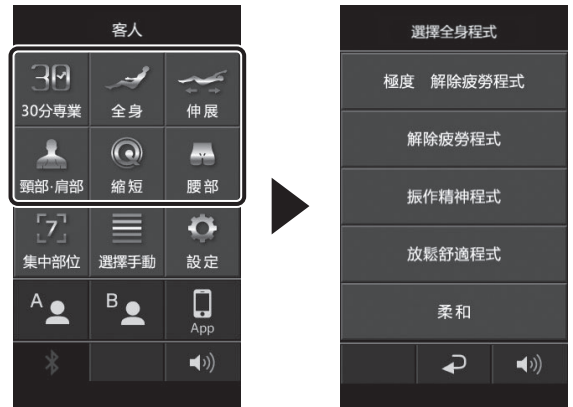 客人
30
30分専業
全身
伸展
頸部·肩部
縮短
腰部
7
集中部位
選擇手動
設定
A
B
App
選擇全身程式
極度 解除疲勞程式
解除疲勞程式
振作精神程式
放鬆舒適程式
柔和